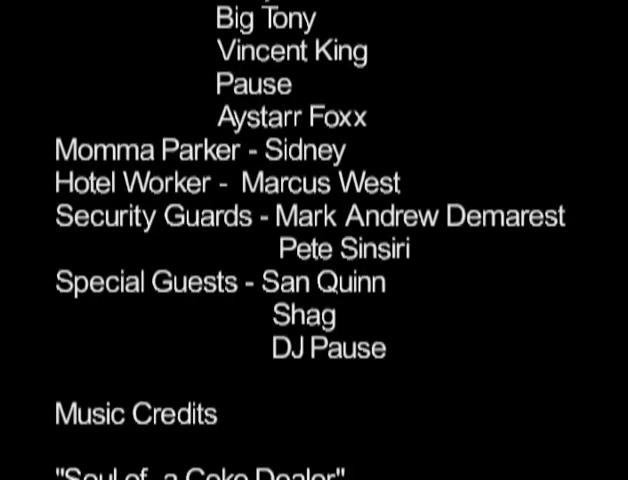 Big Tony
Vincent King
Pause
Aystarr Foxx
Momma Parker - Sidney
Hotel Worker - Marcus West
Security Guards - Mark Andrew Demarest
Pete Sinsiri
Special Guests - San Quinn
Shag
DJ Pause
Music Credits
"Soul of a Coke Dealer"